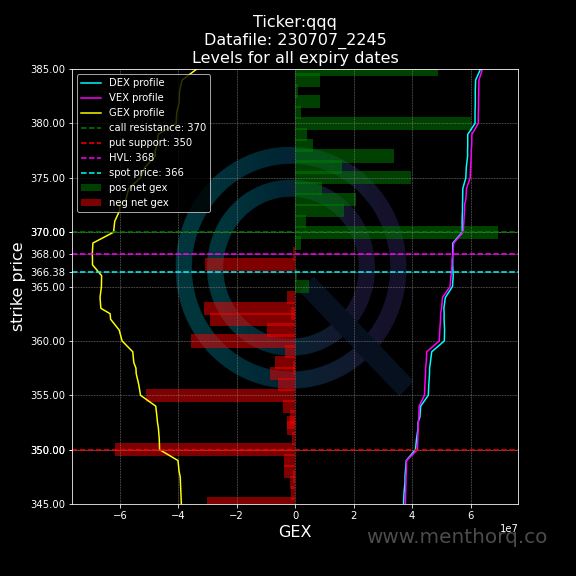 Ticker:qqq
Datafile: 230707_2245
Levels for all expiry dates
385.00
380.00
375.00
370.00
368.00
366.38
365.00
360.00
355.00
350.00
345.00
strike price
DEX profile
VEX profile
GEX profile
call resistance: 370
put support: 350
HVL: 368
spot price: 366
pos net gex
neg net gex
−6 −4 −2 0 2 4 6
1e7
GEX
www.menthorq.co